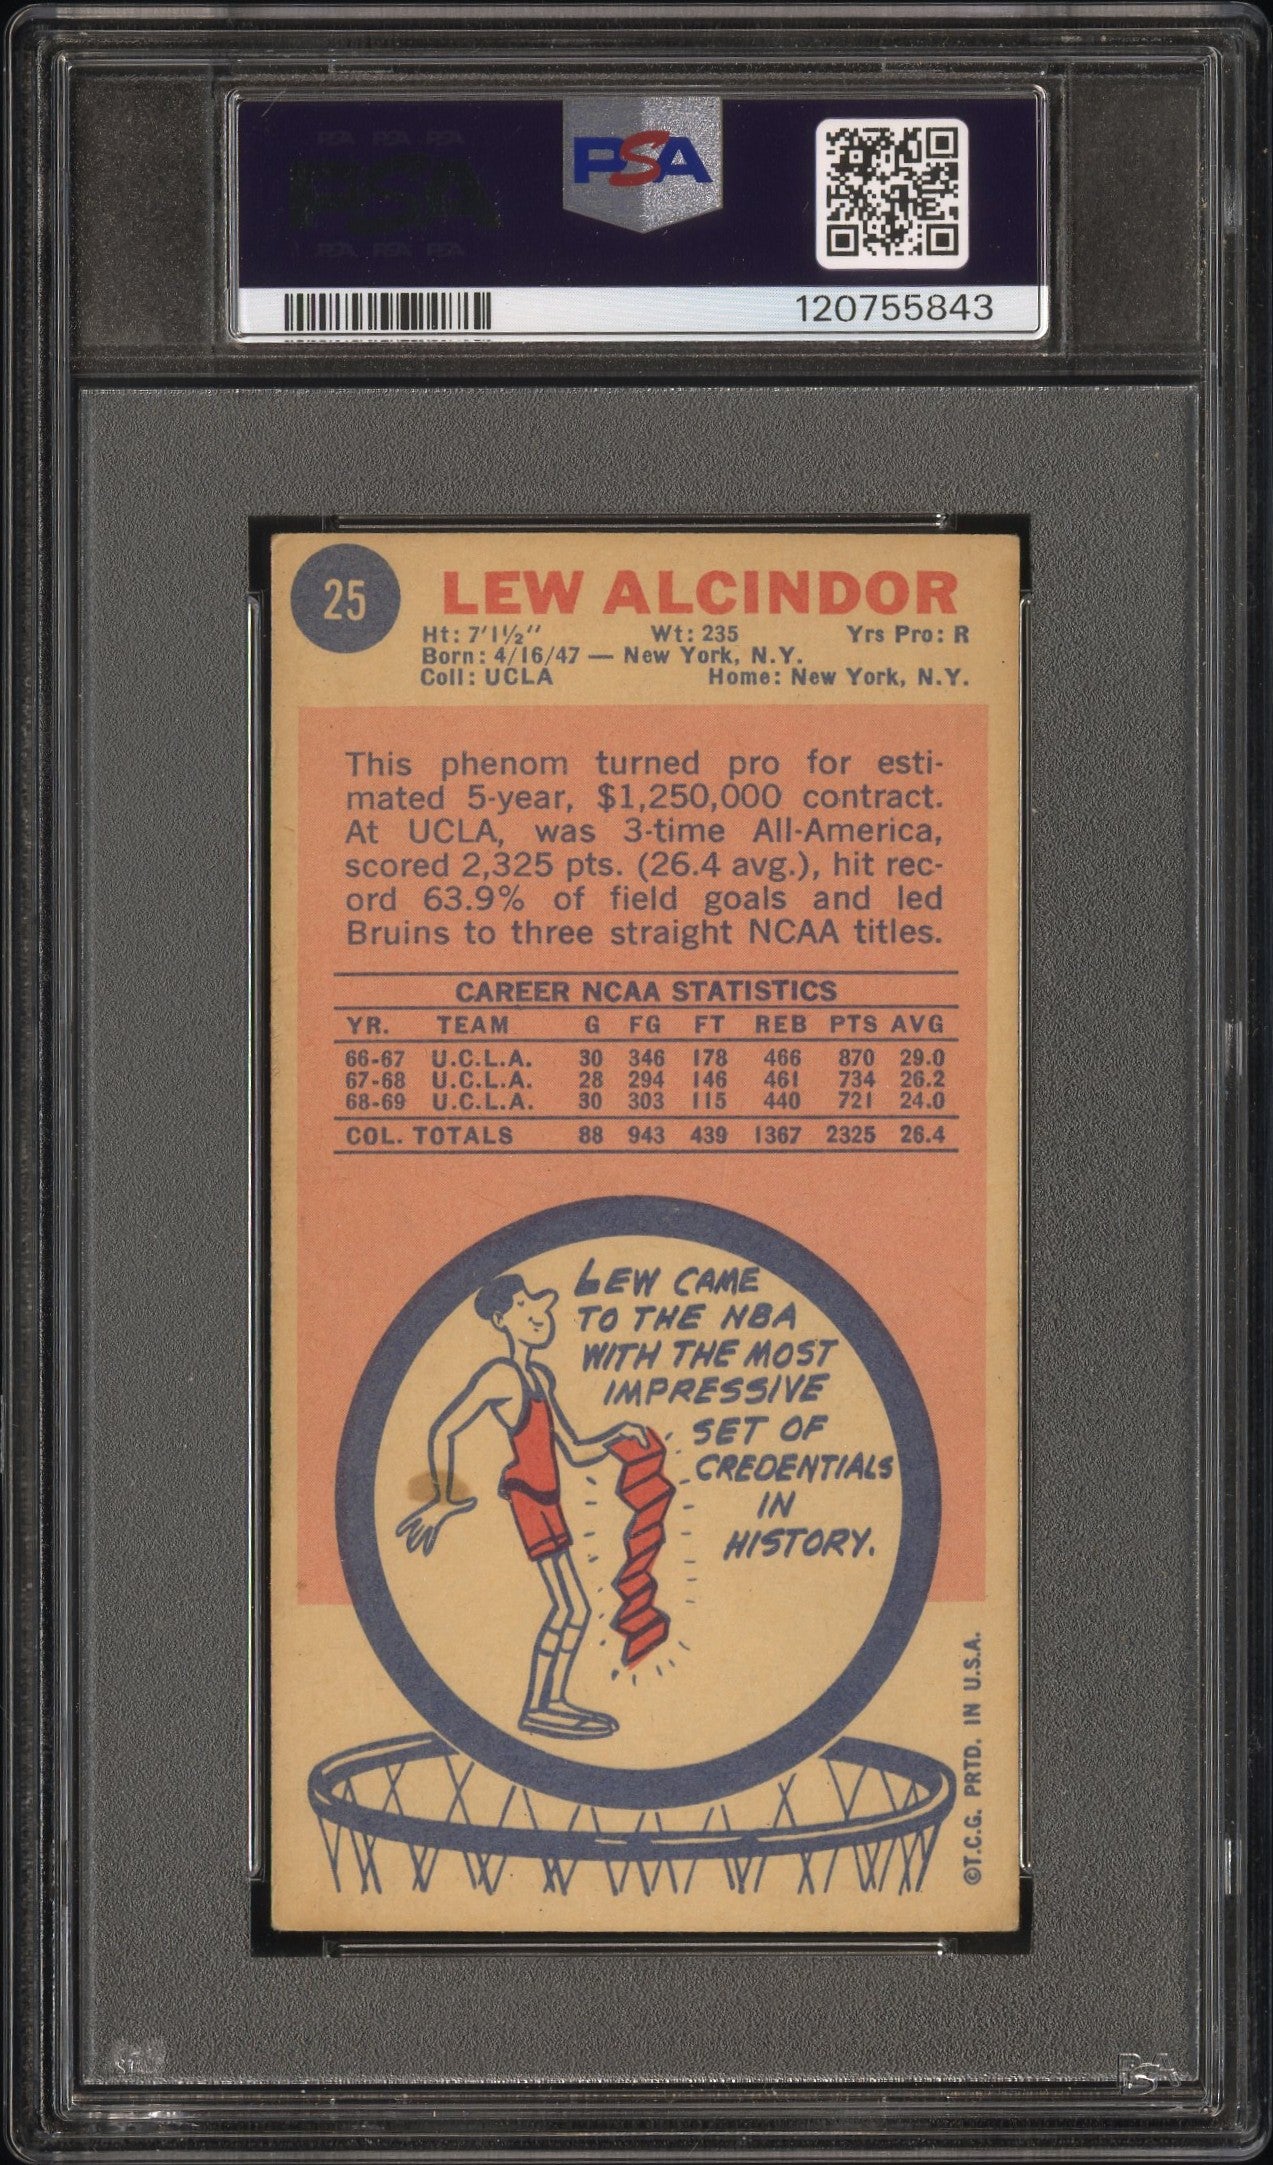 PSA
120755843
25
LEW ALCINDOR
Ht: 7'1½" Wt: 235 Yrs Pro: R
Born: 4/16/47 — New York, N.Y.
Coll: UCLA Home: New York, N.Y.
This phenom turned pro for esti-
mated 5-year, $1,250,000 contract.
At UCLA, was 3-time All-America,
scored 2,325 pts. (26.4 avg.), hit rec-
ord 63.9% of field goals and led
Bruins to three straight NCAA titles.
CAREER NCAA STATISTICS
YR. TEAM G FG FT REB PTS AVG
66-67 U.C.L.A. 30 346 178 466 870 29.0
67-68 U.C.L.A. 28 294 146 461 734 26.2
68-69 U.C.L.A. 30 303 115 440 721 24.0
COL. TOTALS 88 943 439 1367 2325 26.4
LEW CAME
TO THE NBA
WITH THE MOST
IMPRESSIVE
SET OF
CREDENTIALS
IN
HISTORY.
©T.C.G. PRTD. IN U.S.A.
PSA